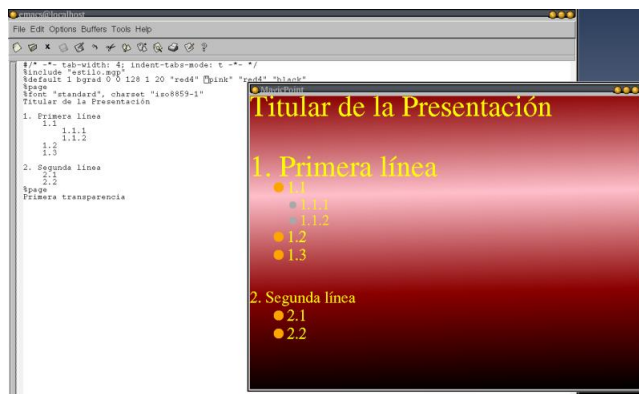 emacs@localhost
File Edit Options Buffers Tools Help
#/* -*- tab-width: 4; indent-tabs-mode: t -*- */
%include "estilo.mgp"
%default 1 bgrad 0 0 128 1 20 "red4" "pink" "red4" "black"
%page
%font "standard", charset "iso8859-1"
Titular de la Presentación
1. Primera línea
1.1
1.1.1
1.1.2
1.2
1.3
2. Segunda línea
2.1
2.2
%page
Primera transparencia
MagicPoint
Titular de la Presentación
1. Primera línea
1.1
1.1.1
1.1.2
1.2
1.3
2. Segunda línea
2.1
2.2